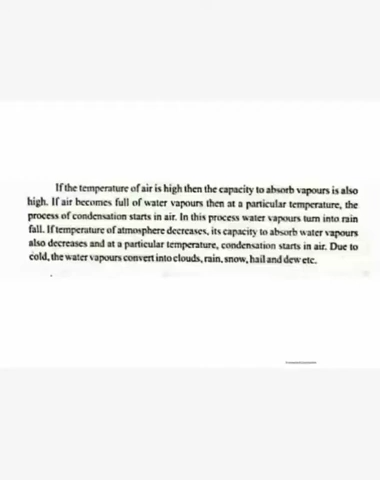 If the temperature of air is high then the capacity to absorb vapours is also
high. If air becomes full of water vapours then at a particular temperature, the
process of condensation starts in air. In this process water vapours turn into rain
fall. If temperature of atmosphere decreases, its capacity to absorb water vapours
also decreases and at a particular temperature, condensation starts in air. Due to
cold, the water vapours convert into clouds, rain, snow, hail and dew etc.